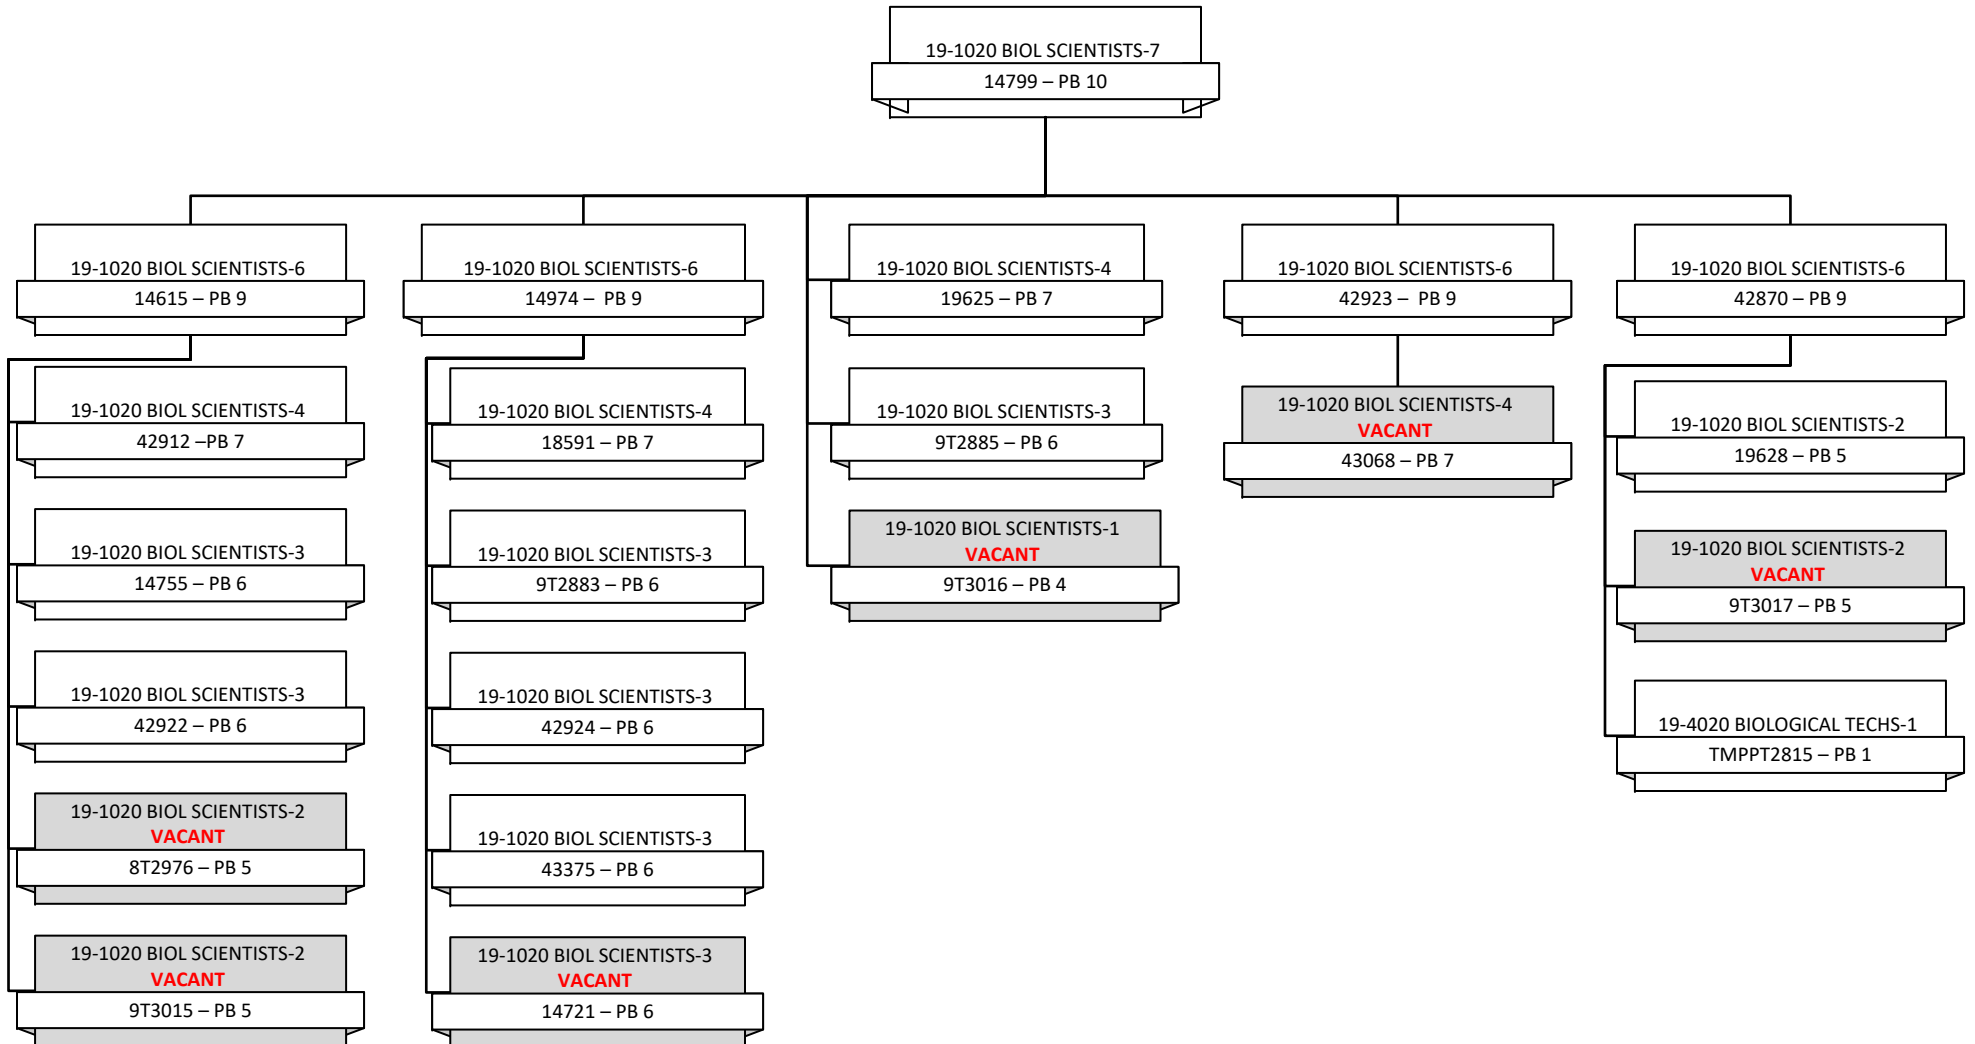 19-1020 BIOL SCIENTISTS-7
14799 – PB 10
19-1020 BIOL SCIENTISTS-6
14615 – PB 9
19-1020 BIOL SCIENTISTS-4
42912 –PB 7
19-1020 BIOL SCIENTISTS-3
14755 – PB 6
19-1020 BIOL SCIENTISTS-3
42922 – PB 6
19-1020 BIOL SCIENTISTS-2
VACANT
8T2976 – PB 5
19-1020 BIOL SCIENTISTS-2
VACANT
9T3015 – PB 5
19-1020 BIOL SCIENTISTS-6
14974 –  PB 9
19-1020 BIOL SCIENTISTS-4
18591 – PB 7
19-1020 BIOL SCIENTISTS-3
9T2883 – PB 6
19-1020 BIOL SCIENTISTS-3
42924 – PB 6
19-1020 BIOL SCIENTISTS-3
43375 – PB 6
19-1020 BIOL SCIENTISTS-3
VACANT
14721 – PB 6
19-1020 BIOL SCIENTISTS-4
19625 – PB 7
19-1020 BIOL SCIENTISTS-3
9T2885 – PB 6
19-1020 BIOL SCIENTISTS-1
VACANT
9T3016 – PB 4
19-1020 BIOL SCIENTISTS-6
42923 –  PB 9
19-1020 BIOL SCIENTISTS-4
VACANT
43068 – PB 7
19-1020 BIOL SCIENTISTS-6
42870 – PB 9
19-1020 BIOL SCIENTISTS-2
19628 – PB 5
19-1020 BIOL SCIENTISTS-2
VACANT
9T3017 – PB 5
19-4020 BIOLOGICAL TECHS-1
TMPPT2815 – PB 1